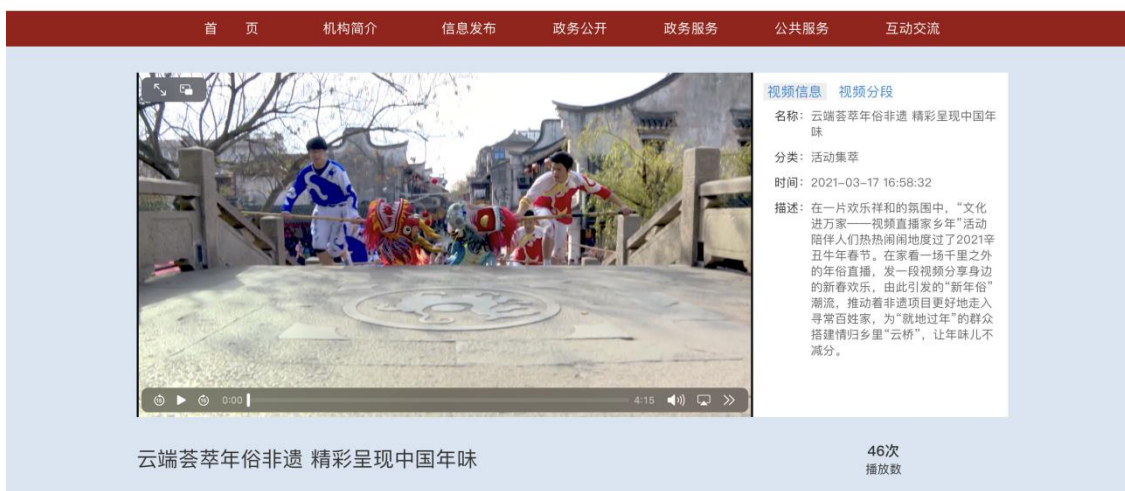 首 页 机构简介 信息发布 政务公开 政务服务 公共服务 互动交流
视频信息 视频分段
名称: 云端荟萃年俗非遗 精彩呈现中国年
味
分类: 活动集萃
时间: 2021-03-17 16:58:32
描述: 在一片欢乐祥和的氛围中，“文化
进万家——视频直播家乡年”活动
陪伴人们热热闹闹地度过了2021辛
丑牛年春节。在家看一场千里之外
的年俗直播，发一段视频分享身边
的新春欢乐，由此引发的“新年俗”
潮流，推动着非遗项目更好地走入
寻常百姓家，为“就地过年”的群众
搭建情归乡里“云桥”，让年味儿不
减分。
15 15 0:00 4:15
云端荟萃年俗非遗 精彩呈现中国年味
46次
播放数